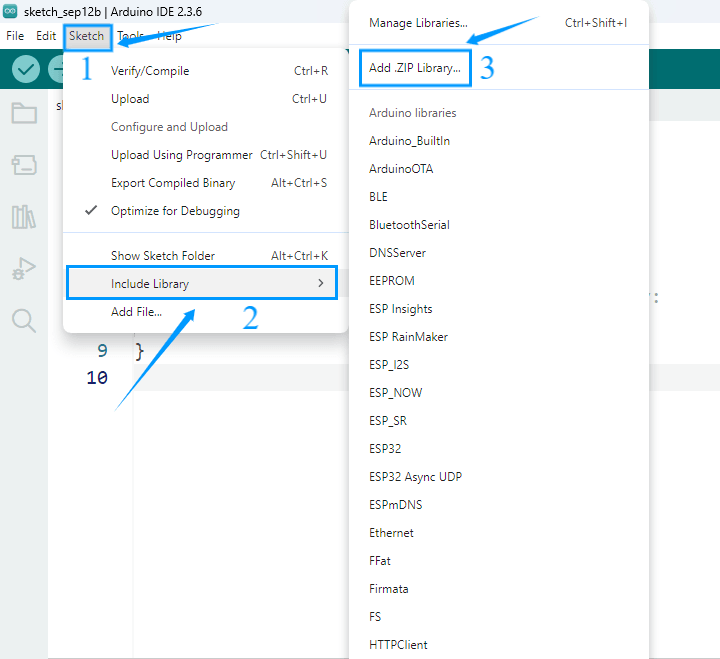 sketch_sep12b | Arduino IDE 2.3.6
File Edit Sketch Tools Help
1
Verify/Compile Ctrl+R
Upload Ctrl+U
Configure and Upload
Upload Using Programmer Ctrl+Shift+U
Export Compiled Binary Alt+Ctrl+S
Optimize for Debugging
Show Sketch Folder Alt+Ctrl+K
Include Library
Add File...
2
9 }
10
Manage Libraries... Ctrl+Shift+I
Add .ZIP Library...
3
Arduino libraries
Arduino_BuiltIn
ArduinoOTA
BLE
BluetoothSerial
DNSServer
EEPROM
ESP Insights
ESP RainMaker
ESP_I2S
ESP_NOW
ESP_SR
ESP32
ESP32 Async UDP
ESPmDNS
Ethernet
FFat
Firmata
FS
HTTPClient